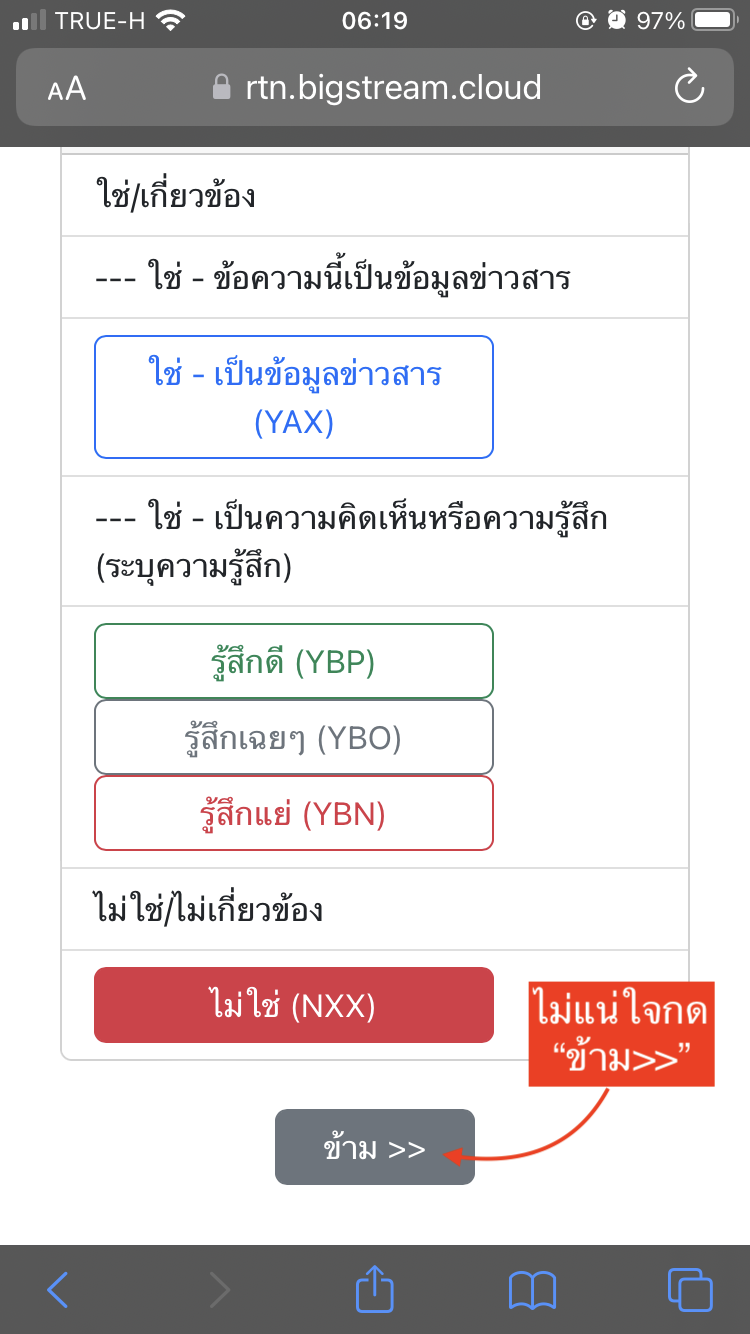 TRUE-H
06:19
97%
AA
rtn.bigstream.cloud
ใช่/เกี่ยวข้อง
--- ใช่ - ข้อความนี้เป็นข้อมูลข่าวสาร
ใช่ - เป็นข้อมูลข่าวสาร
(YAX)
--- ใช่ - เป็นความคิดเห็นหรือความรู้สึก
(ระบุความรู้สึก)
รู้สึกดี (YBP)
รู้สึกเฉยๆ (YBO)
รู้สึกแย่ (YBN)
ไม่ใช่/ไม่เกี่ยวข้อง
ไม่ใช่ (NXX)
ไม่แน่ใจกด
“ข้าม>>”
ข้าม >>